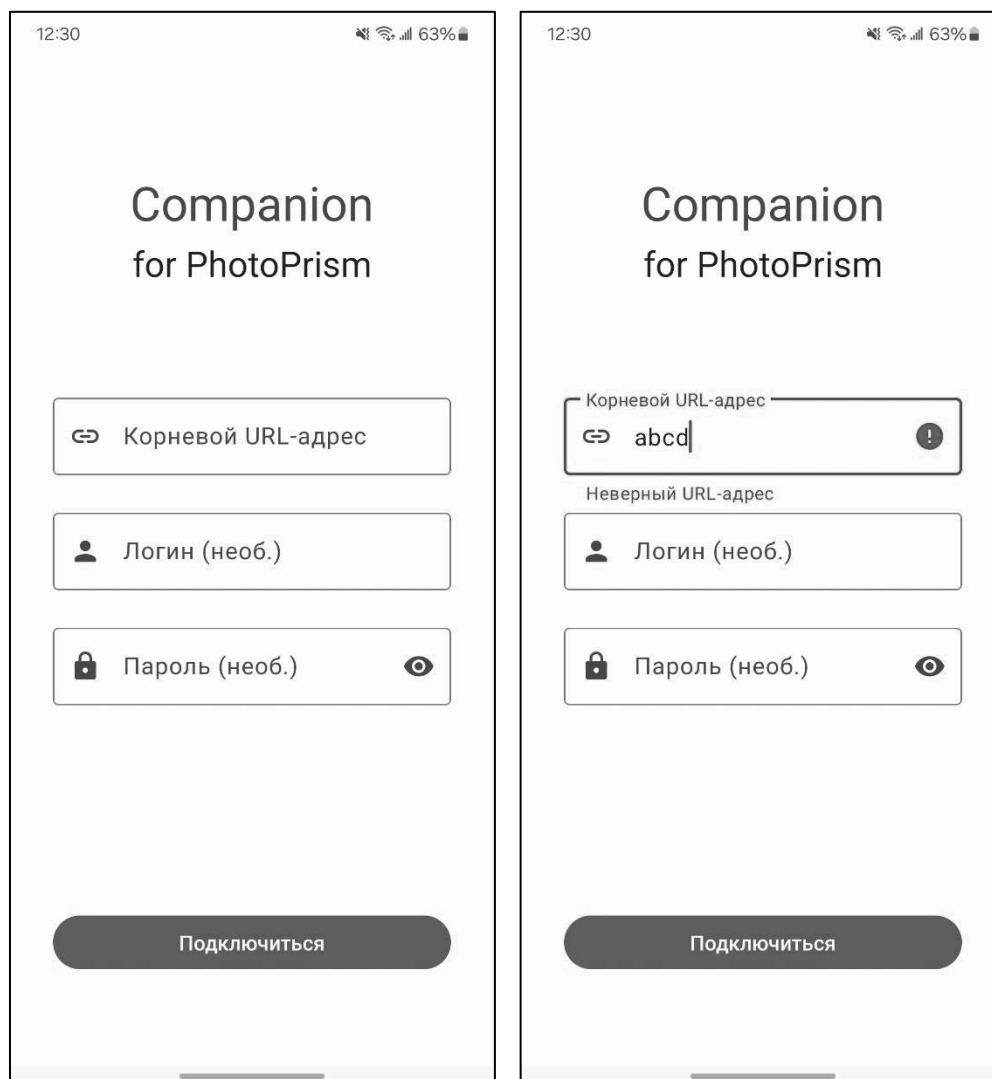 12:30
63%
Companion
for PhotoPrism
Корневой URL-адрес
Логин (необ.)
Пароль (необ.)
Подключиться
12:30
63%
Companion
for PhotoPrism
Корневой URL-адрес
abcd
Неверный URL-адрес
Логин (необ.)
Пароль (необ.)
Подключиться